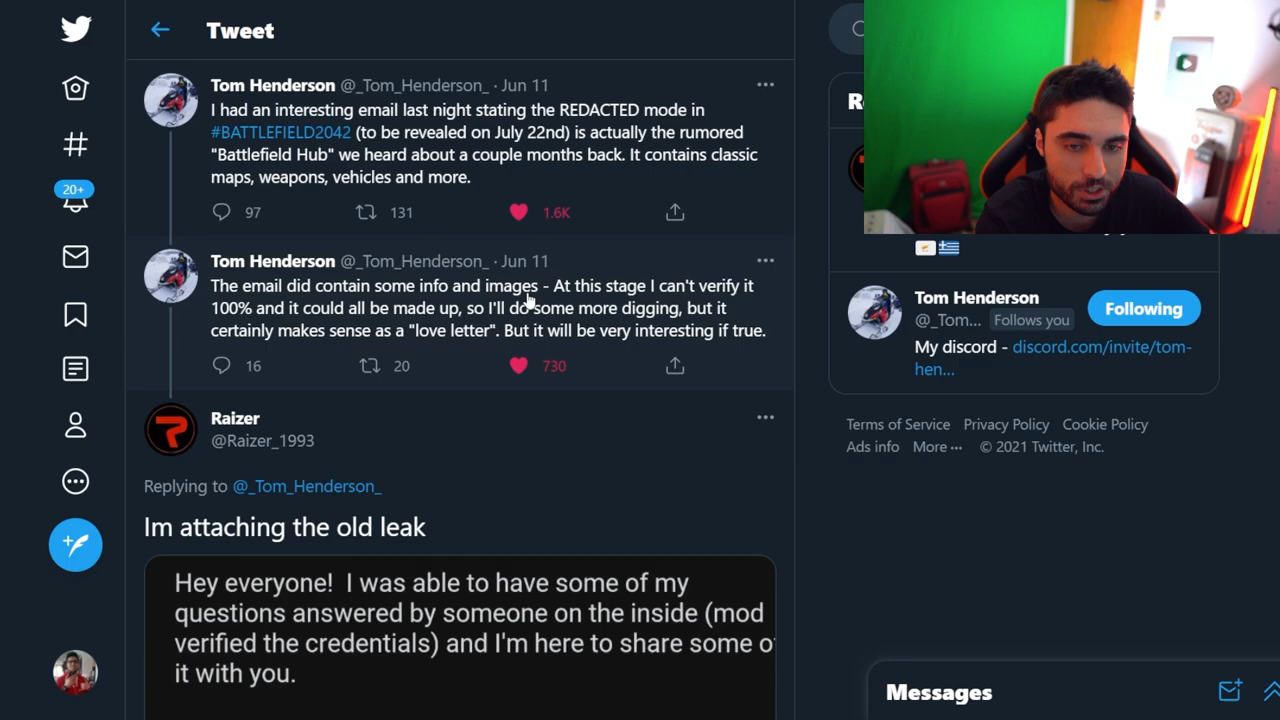 Tweet
Tom Henderson @_Tom_Henderson_ · Jun 11
I had an interesting email last night stating the REDACTED mode in
#BATTLEFIELD2042 (to be revealed on July 22nd) is actually the rumored
"Battlefield Hub" we heard about a couple months back. It contains classic
maps, weapons, vehicles and more.
97 131 1.6K
20+
Tom Henderson @_Tom_Henderson_ · Jun 11
The email did contain some info and images - At this stage I can't verify it
100% and it could all be made up, so I'll do some more digging, but it
certainly makes sense as a "love letter". But it will be very interesting if true.
16 20 730
Raizer
@Raizer_1993
Replying to @_Tom_Henderson_
Im attaching the old leak
Hey everyone! I was able to have some of my
questions answered by someone on the inside (mod
verified the credentials) and I'm here to share some o
it with you.
R
Tom Henderson
@_Tom... Follows you
Following
My discord - discord.com/invite/tom-
hen...
Terms of Service Privacy Policy Cookie Policy
Ads info More ··· © 2021 Twitter, Inc.
Messages